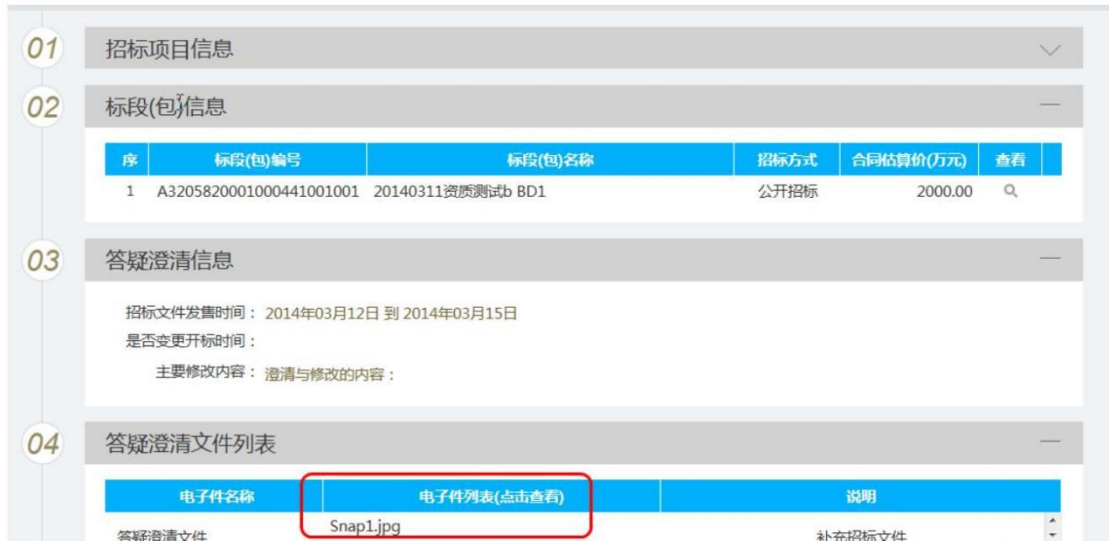 01 招标项目信息
02 标段(包)信息
序 标段(包)编号 标段(包)名称 招标方式 合同估算价(万元) 查看
1 A3205820001000441001001 20140311资质测试b BD1 公开招标 2000.00
03 答疑澄清信息
招标文件发售时间: 2014年03月12日 到 2014年03月15日
是否变更开标时间:
主要修改内容: 澄清与修改的内容:
04 答疑澄清文件列表
电子件名称 电子件列表(点击查看) 说明
答疑澄清文件 Snap1.jpg 补充招标文件